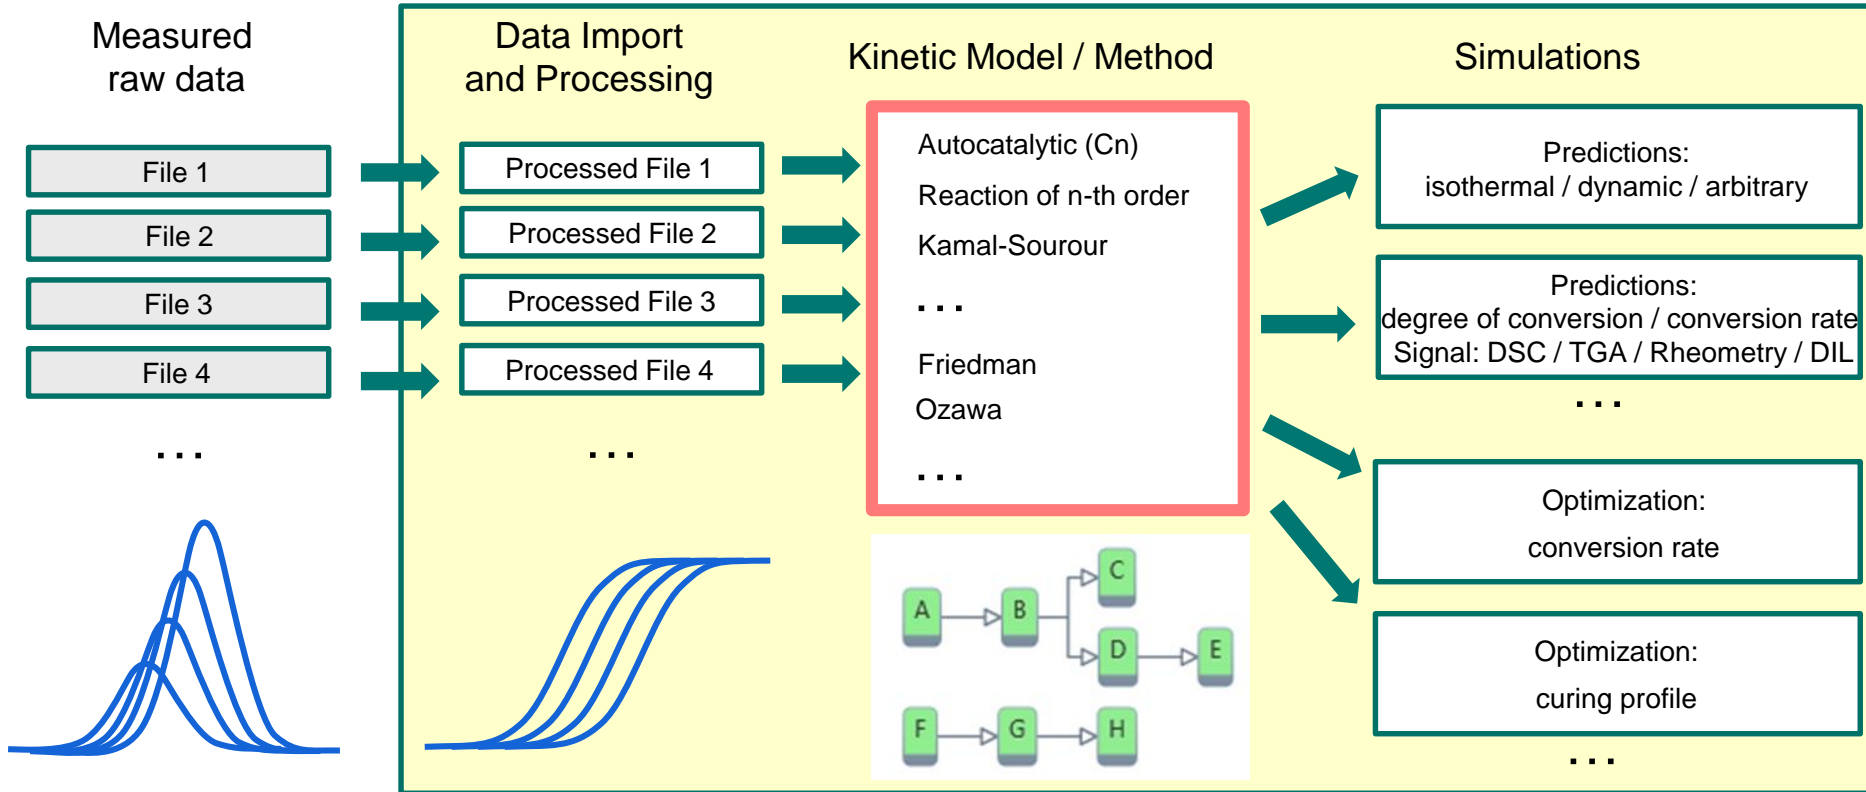 Measured
raw data
File 1
File 2
File 3
File 4
...
Data Import
and Processing
Processed File 1
Processed File 2
Processed File 3
Processed File 4
...
Kinetic Model / Method
Autocatalytic (Cn)
Reaction of n-th order
Kamal-Sourour
...
Friedman
Ozawa
...
A
B
C
D
E
F
G
H
Simulations
Predictions:
isothermal / dynamic / arbitrary
Predictions:
degree of conversion / conversion rate
Signal: DSC / TGA / Rheometry / DIL
...
Optimization:
conversion rate
Optimization:
curing profile
...